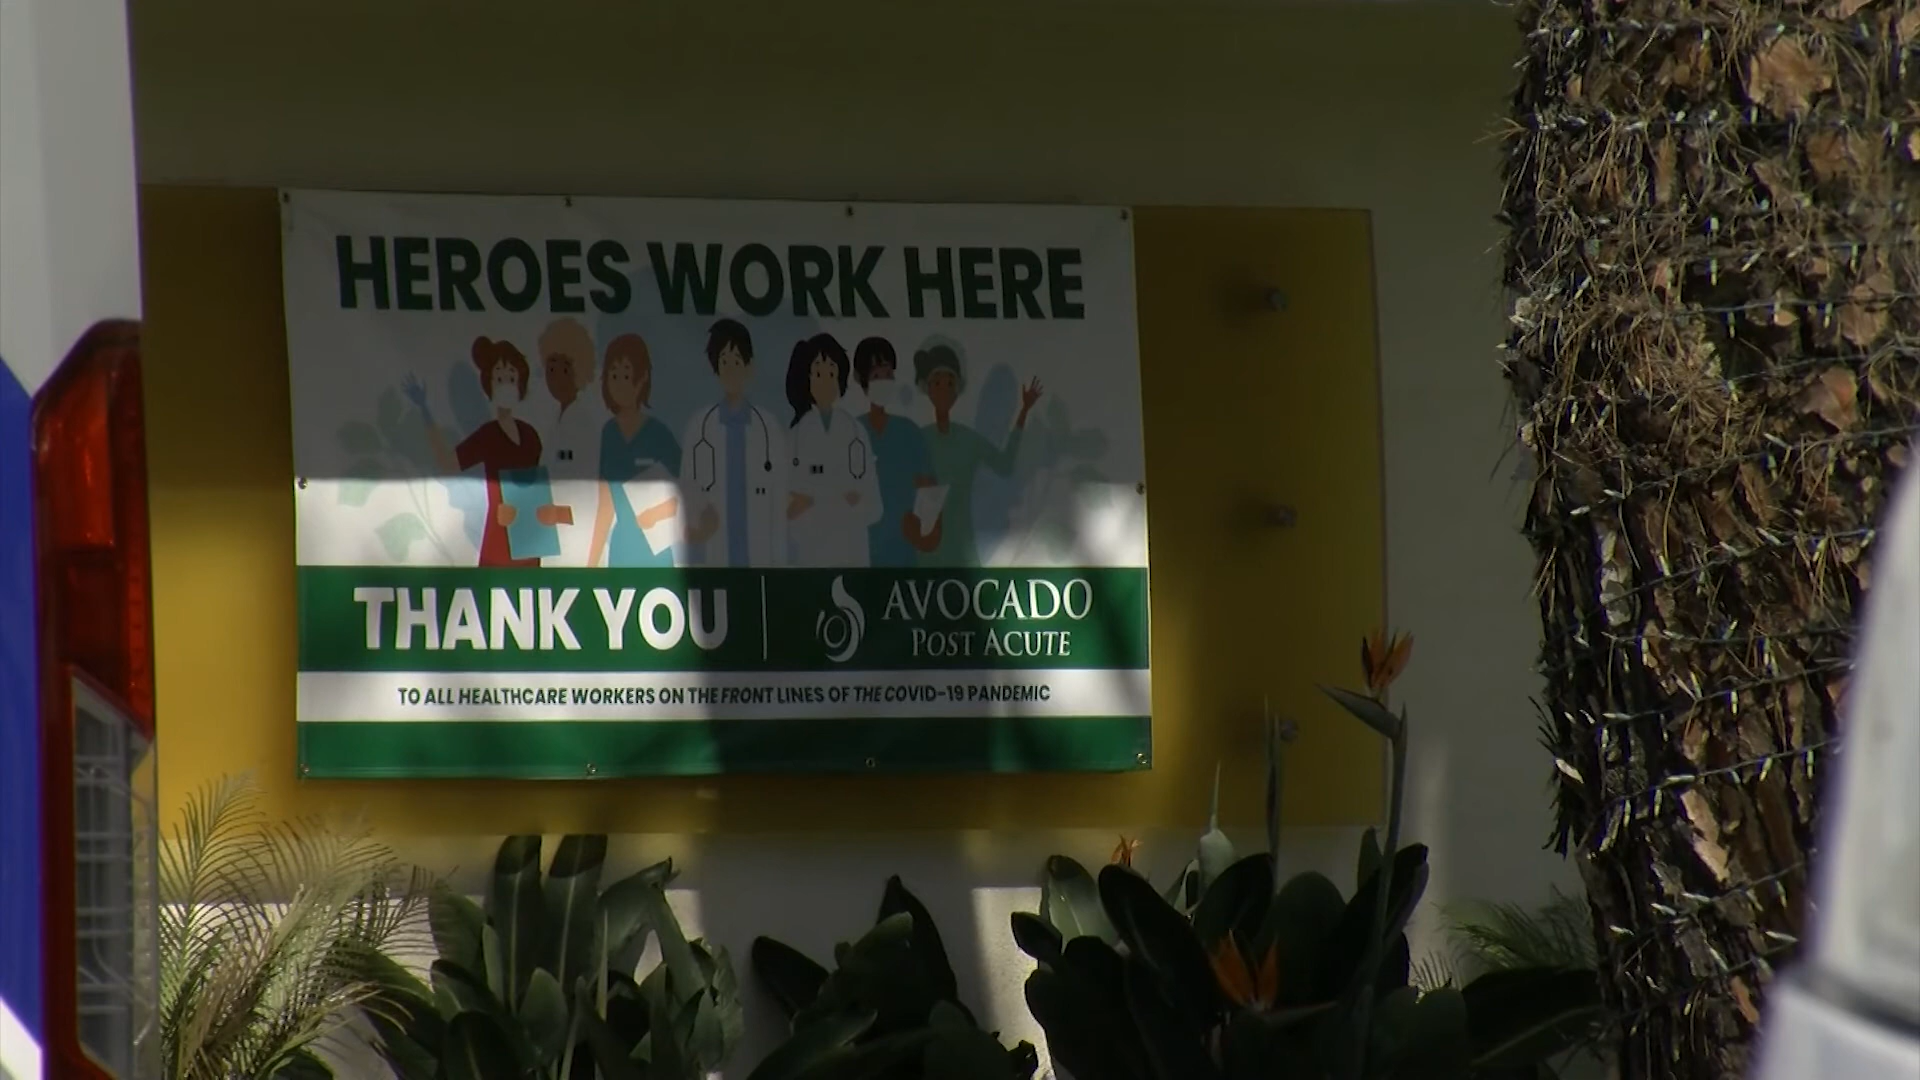 HEROES WORK HERE
THANK YOU
AVOCADO
POST ACUTE
TO ALL HEALTHCARE WORKERS ON THE FRONT LINES OF THE COVID-19 PANDEMIC